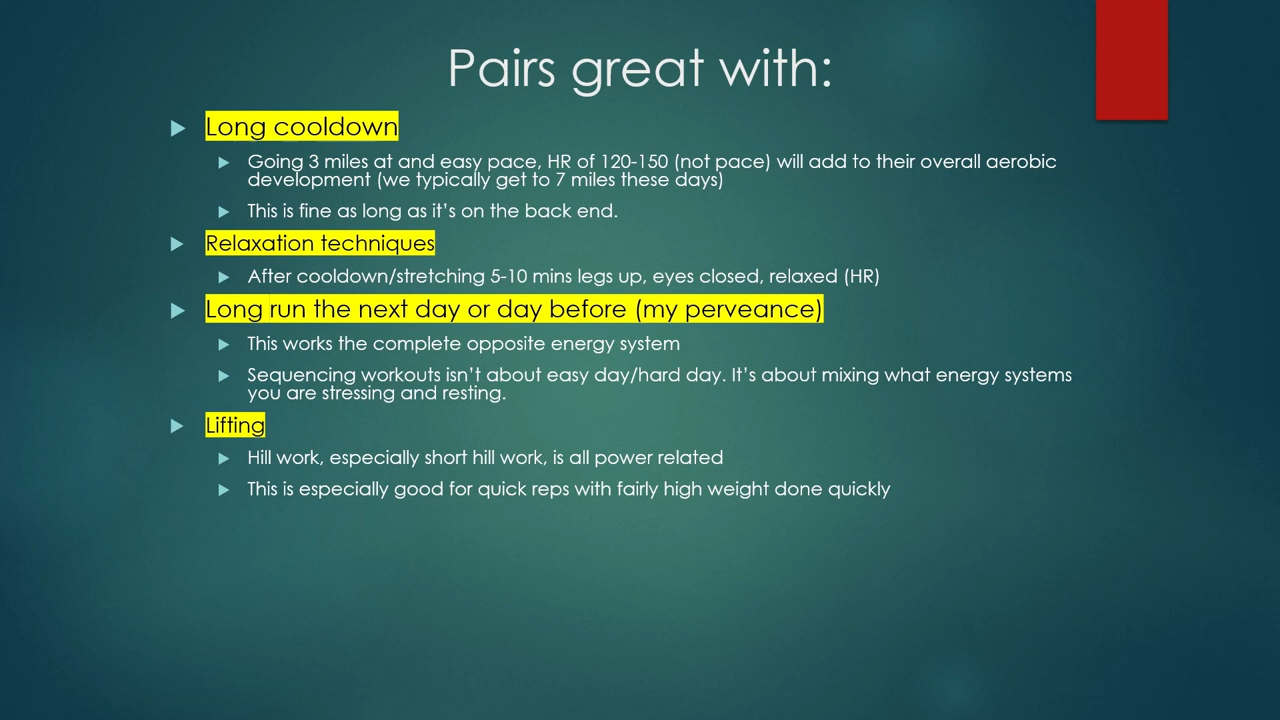 Pairs great with:
Long cooldown
Going 3 miles at and easy pace, HR of 120-150 (not pace) will add to their overall aerobic
development (we typically get to 7 miles these days)
This is fine as long as it's on the back end.
Relaxation techniques
After cooldown/stretching 5-10 mins legs up, eyes closed, relaxed (HR)
Long run the next day or day before (my perveance)
This works the complete opposite energy system
Sequencing workouts isn't about easy day/hard day. It's about mixing what energy systems
you are stressing and resting.
Lifting
Hill work, especially short hill work, is all power related
This is especially good for quick reps with fairly high weight done quickly